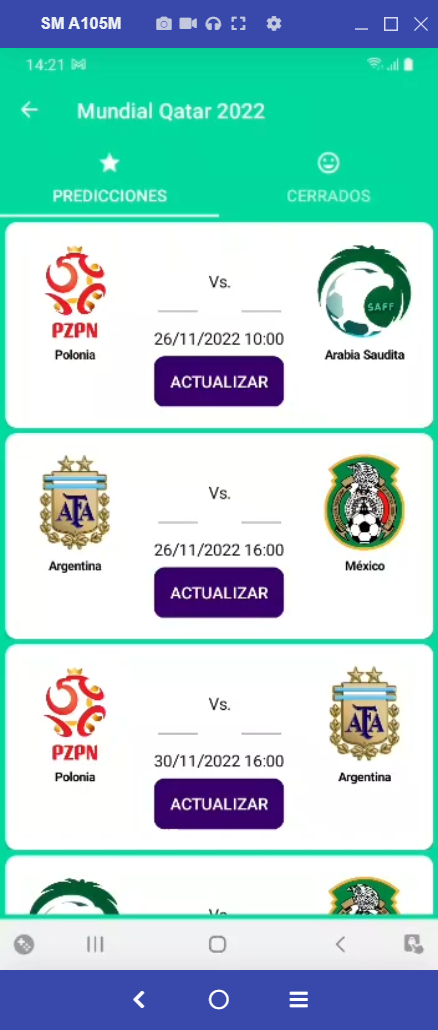 SM A105M
14:21
Mundial Qatar 2022
PREDICCIONES
CERRADOS
PZPN
Polonia
Vs.
26/11/2022 10:00
ACTUALIZAR
SAFF
Arabia Saudita
AFA
Argentina
Vs.
26/11/2022 16:00
ACTUALIZAR
México
PZPN
Polonia
Vs.
30/11/2022 16:00
ACTUALIZAR
AFA
Argentina